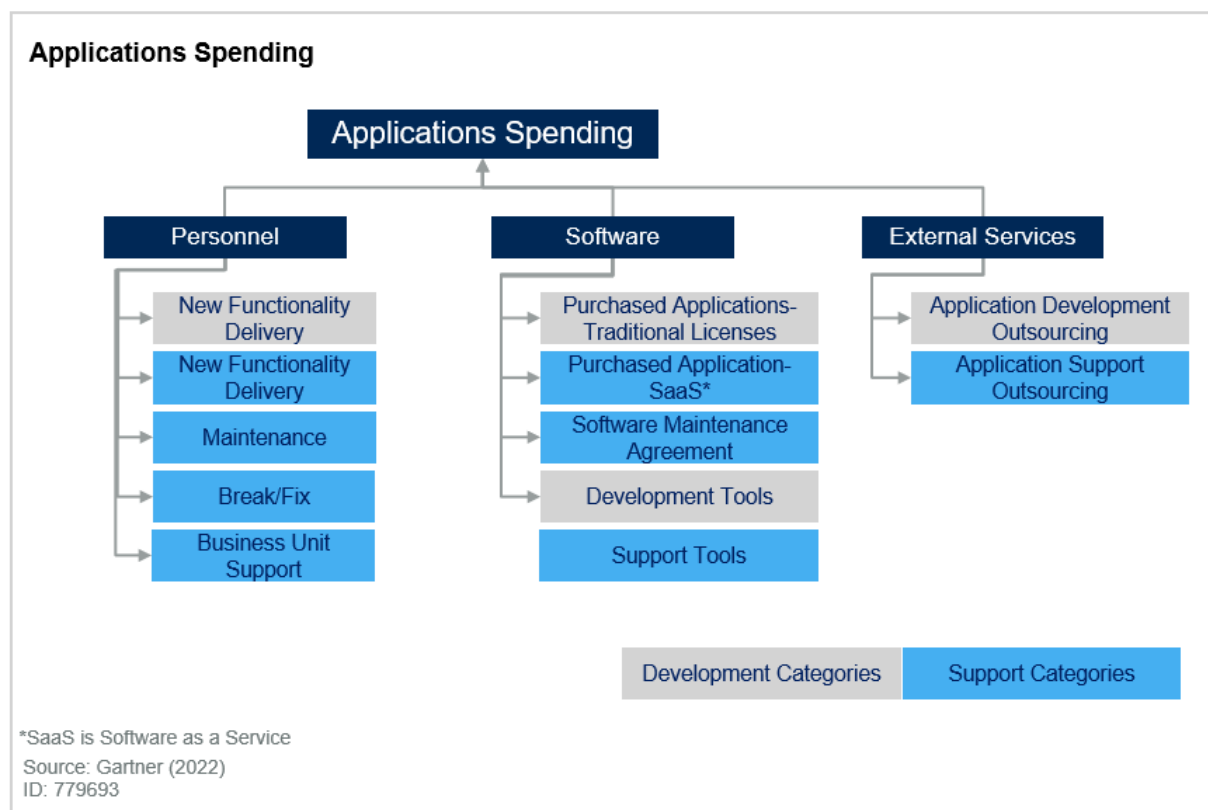 Applications Spending
Applications Spending
Personnel
Software
External Services
New Functionality
Delivery
New Functionality
Delivery
Maintenance
Break/Fix
Business Unit
Support
Purchased Applications-
Traditional Licenses
Purchased Application-
SaaS*
Software Maintenance
Agreement
Development Tools
Support Tools
Application Development
Outsourcing
Application Support
Outsourcing
Development Categories
Support Categories
*SaaS is Software as a Service
Source: Gartner (2022)
ID: 779693